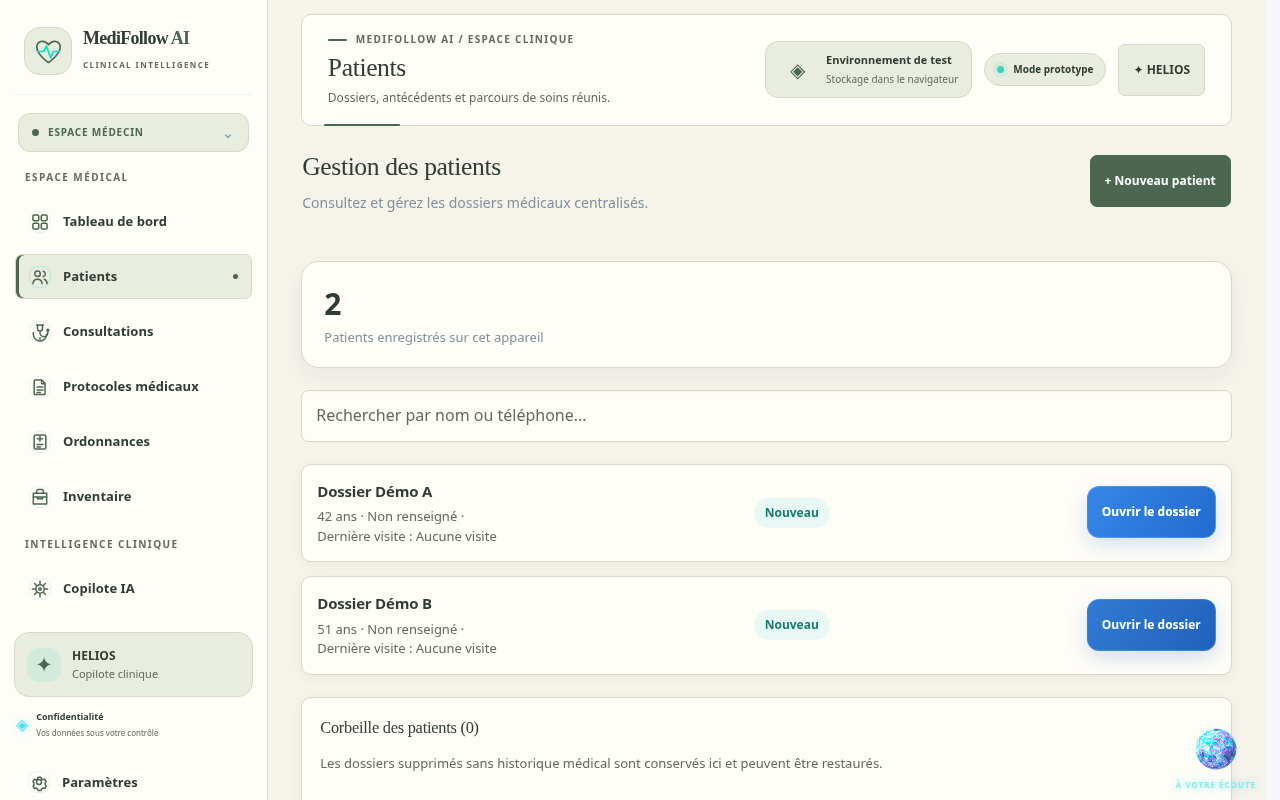 MediFollow AI
CLINICAL INTELLIGENCE
ESPACE MÉDECIN
ESPACE MÉDICAL
Tableau de bord
Patients
Consultations
Protocoles médicaux
Ordonnances
Inventaire
INTELLIGENCE CLINIQUE
Copilote IA
HELIOS
Copilote clinique
Confidentialité
Vos données sous votre contrôle
Paramètres
MEDIFOLLOW AI / ESPACE CLINIQUE
Patients
Dossiers, antécédents et parcours de soins réunis.
Environnement de test
Stockage dans le navigateur
Mode prototype
✦ HELIOS
Gestion des patients
Consultez et gérez les dossiers médicaux centralisés.
+ Nouveau patient
2
Patients enregistrés sur cet appareil
Rechercher par nom ou téléphone...
Dossier Démo A
42 ans · Non renseigné ·
Dernière visite : Aucune visite
Nouveau
Ouvrir le dossier
Dossier Démo B
51 ans · Non renseigné ·
Dernière visite : Aucune visite
Nouveau
Ouvrir le dossier
Corbeille des patients (0)
Les dossiers supprimés sans historique médical sont conservés ici et peuvent être restaurés.
À VOTRE ÉCOUTE